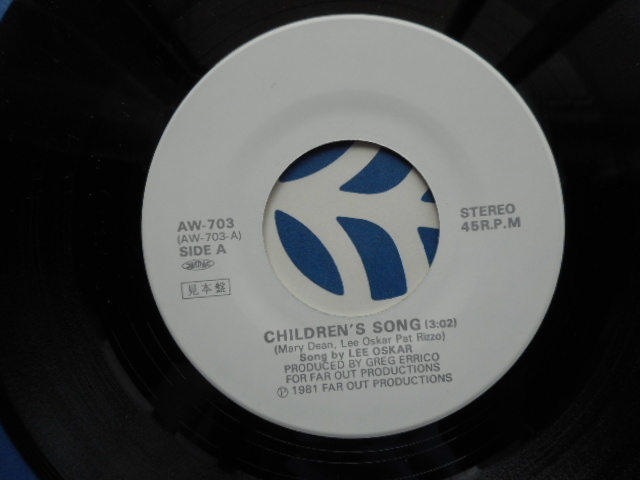 AW-703
(AW-703-A)
SIDE A
見本盤
STEREO
45R.P.M
CHILDREN'S SONG (3:02)
(Mary Dean, Lee Oskar Pat Rizzo)
Song by LEE OSKAR
PRODUCED BY GREG ERRICO
FOR FAR OUT PRODUCTIONS
Ⓟ 1981 FAR OUT PRODUCTIONS